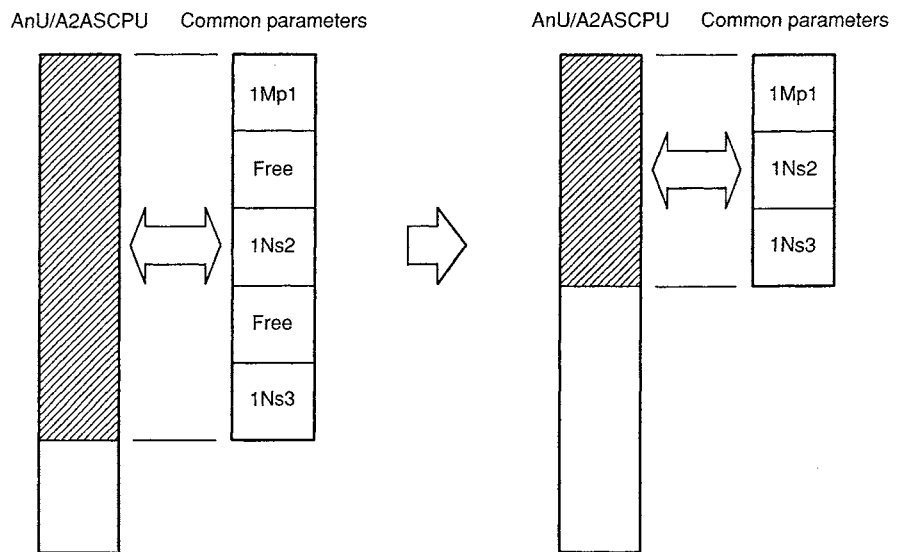 AnU/A2ASCPU Common parameters
1Mp1
Free
1Ns2
Free
1Ns3
AnU/A2ASCPU Common parameters
1Mp1
1Ns2
1Ns3